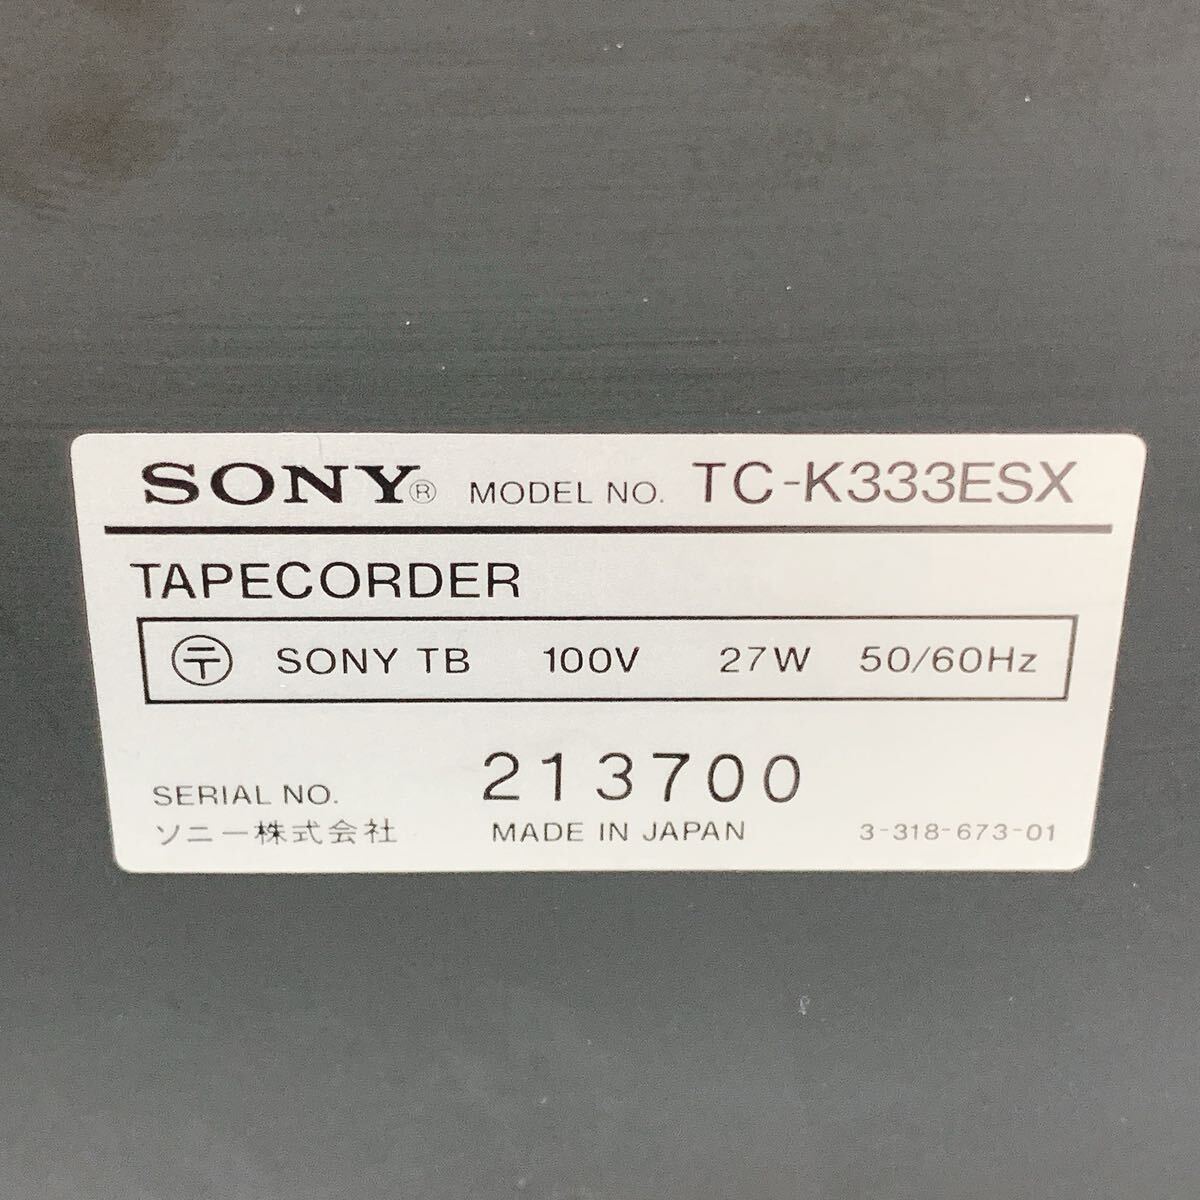 SONY® MODEL NO. TC-K333ESX
TAPECORDER
〒 SONY TB 100V 27W 50/60Hz
SERIAL NO. 213700
ソニー株式会社 MADE IN JAPAN 3-318-673-01